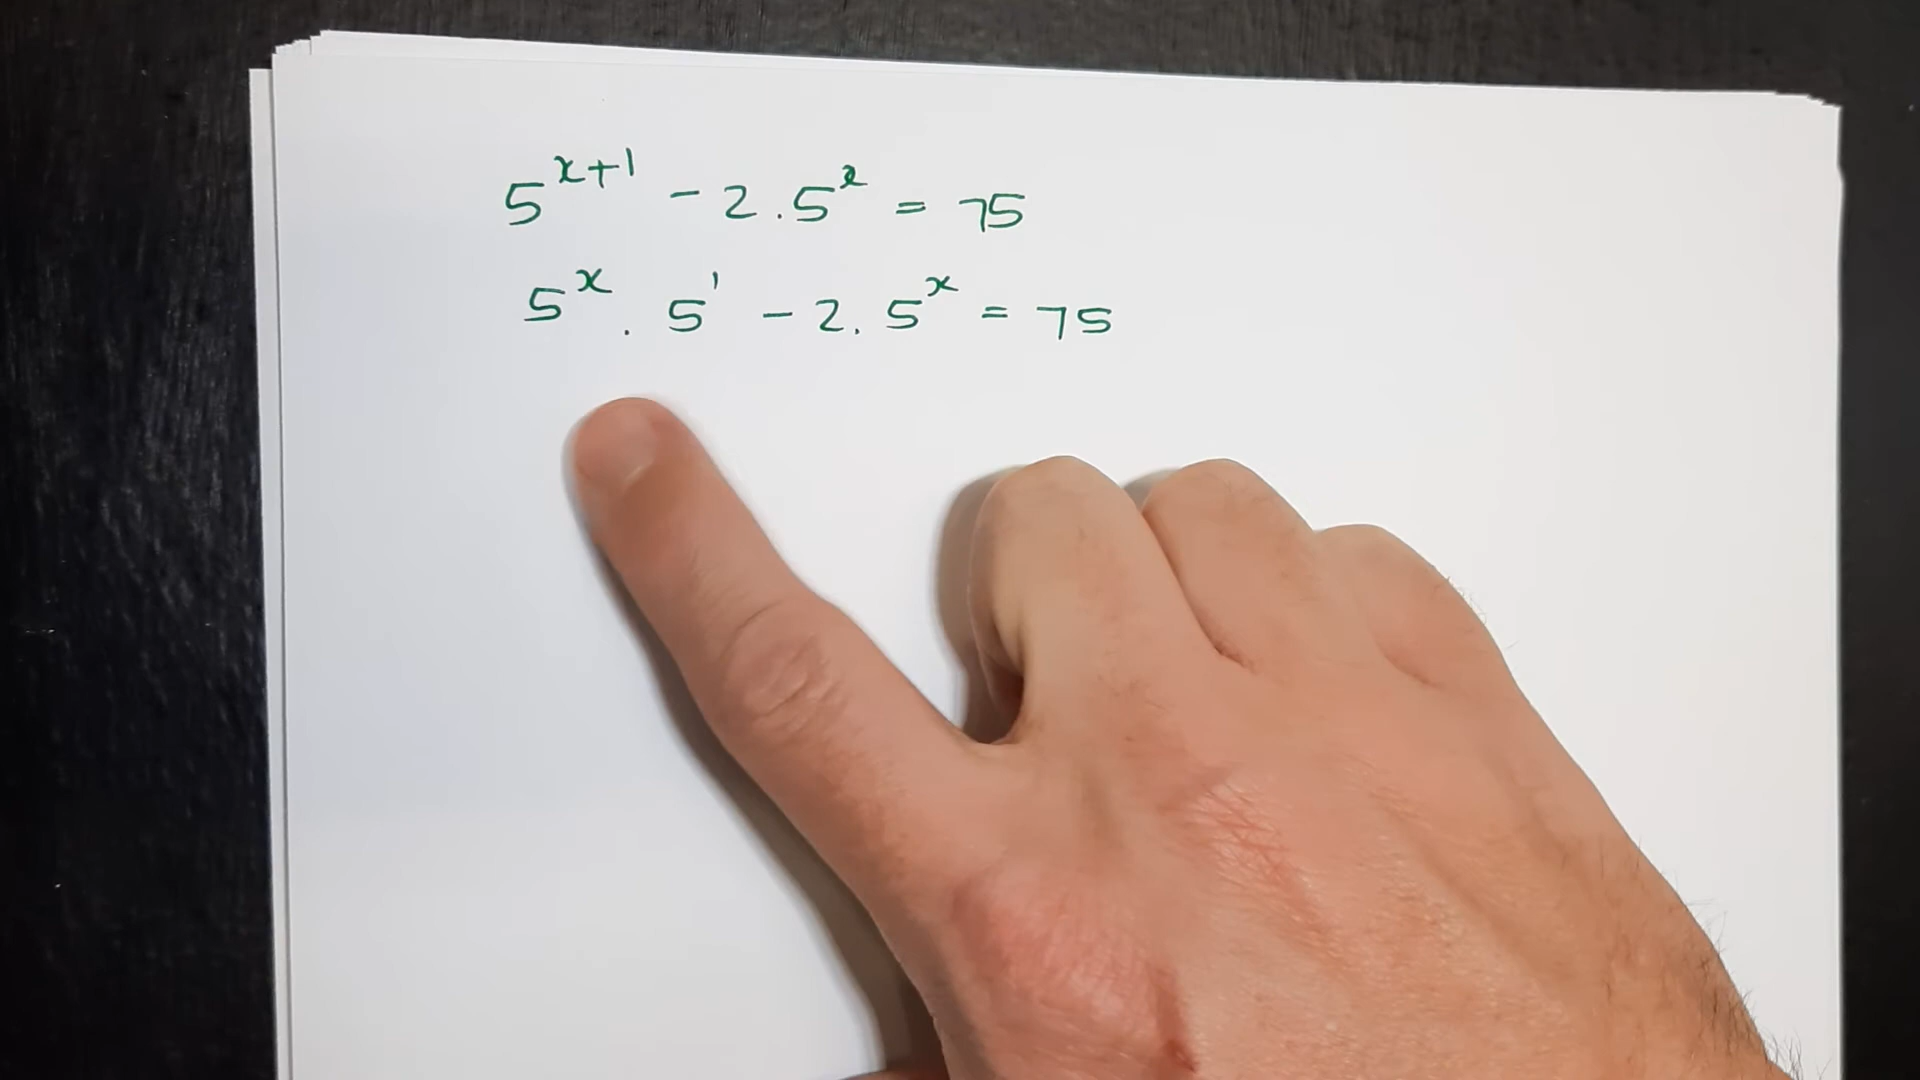 5^{x+1} - 2.5^x = 75
5^x . 5^1 - 2.5^x = 75